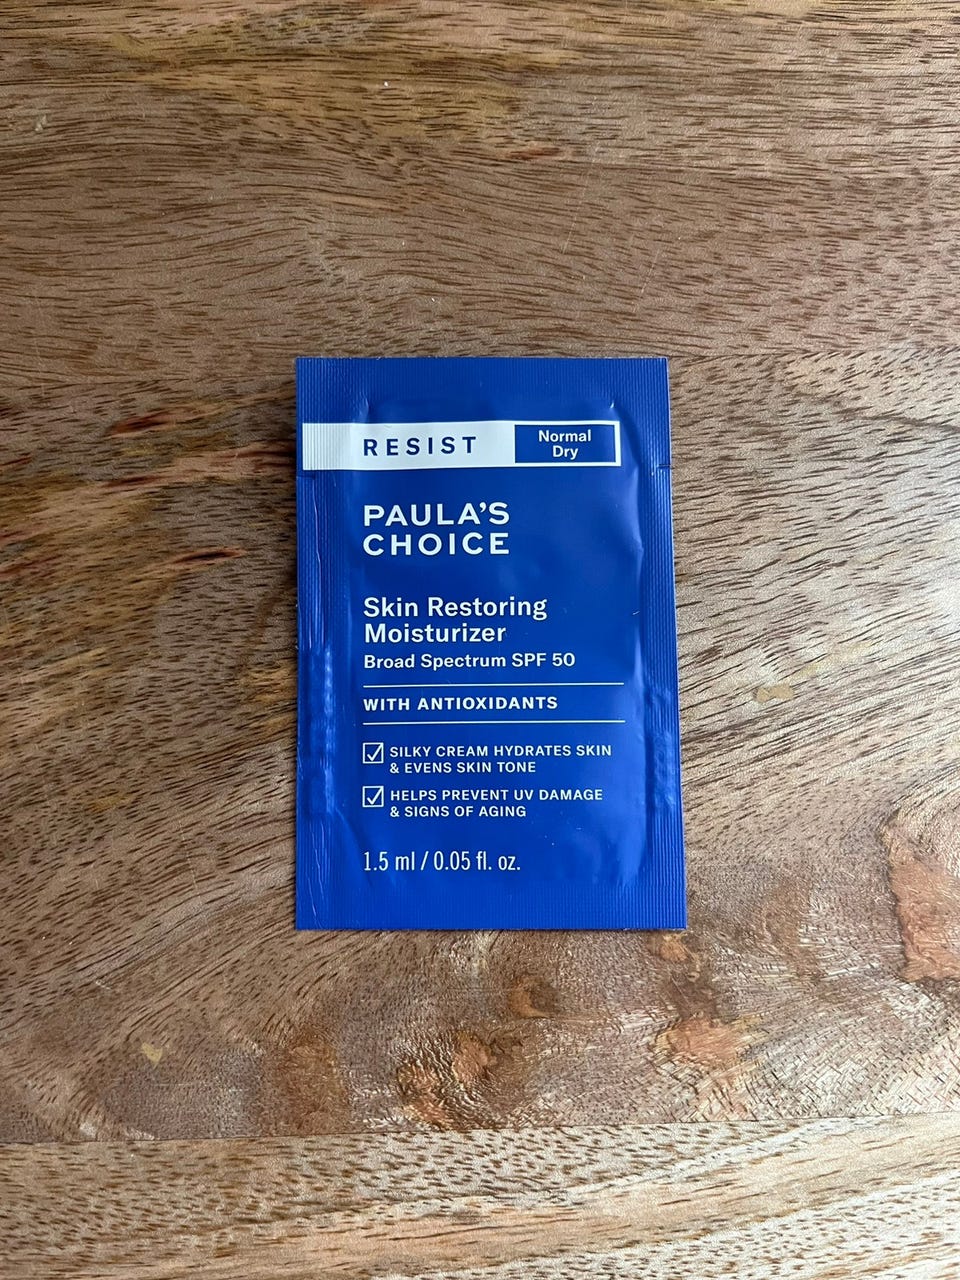 RESIST
Normal
Dry
PAULA'S
CHOICE
Skin Restoring
Moisturizer
Broad Spectrum SPF 50
WITH ANTIOXIDANTS
☑ SILKY CREAM HYDRATES SKIN
& EVENS SKIN TONE
☑ HELPS PREVENT UV DAMAGE
& SIGNS OF AGING
1.5 ml / 0.05 fl. oz.